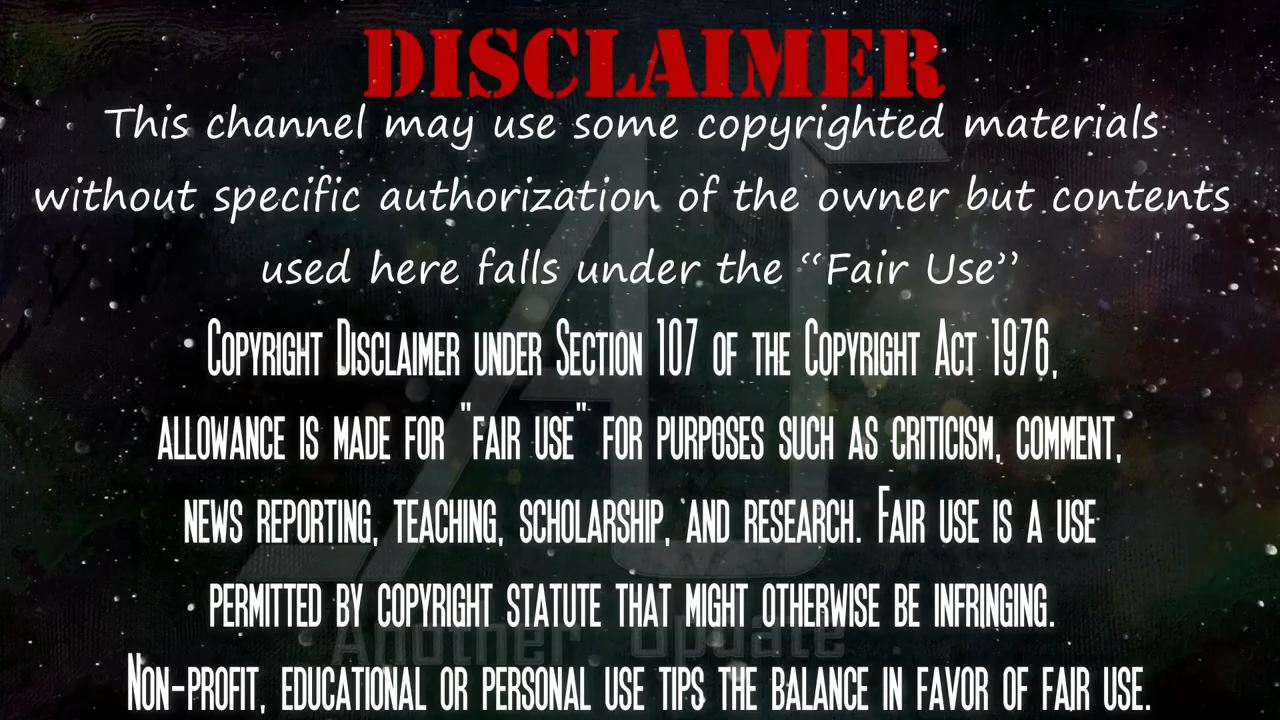 DISCLAIMER
This channel may use some copyrighted materials
without specific authorization of the owner but contents
used here falls under the “Fair Use”
Copyright Disclaimer under Section 107 of the Copyright Act 1976,
allowance is made for "fair use" for purposes such as criticism, comment,
news reporting, teaching, scholarship, and research. Fair use is a use
permitted by copyright statute that might otherwise be infringing.
Another Update
Non-profit, educational or personal use tips the balance in favor of fair use.